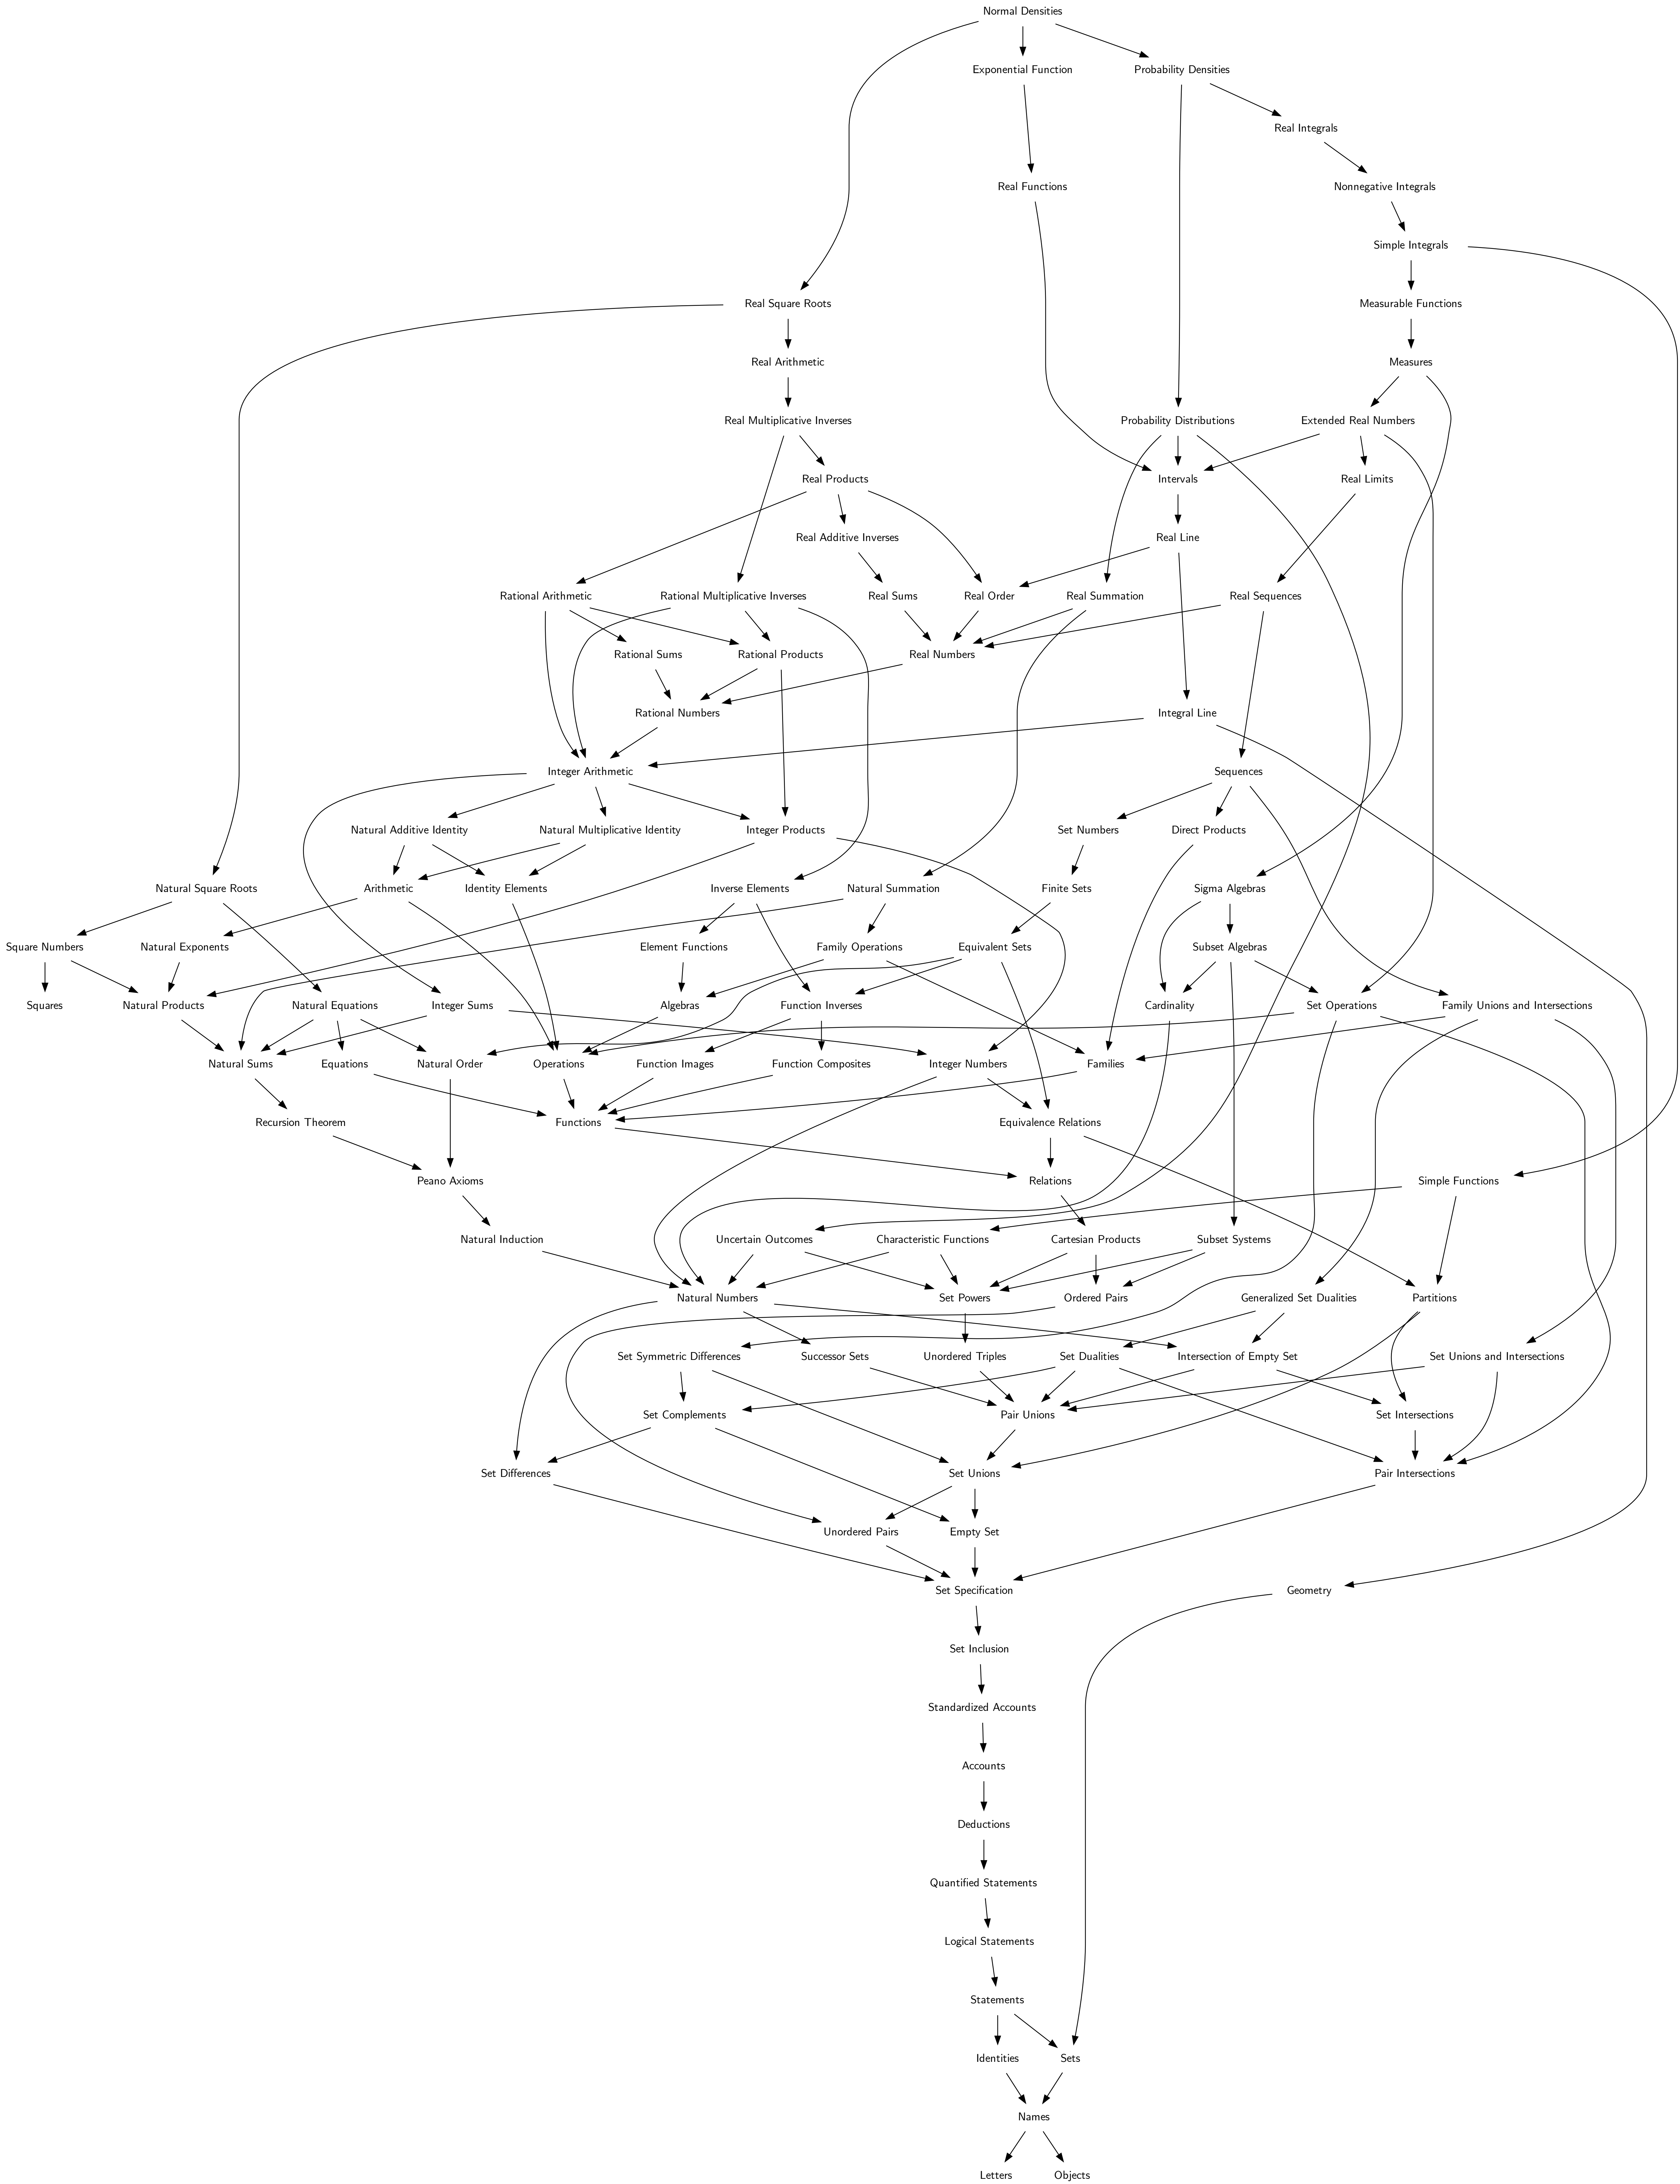 Normal Densities
Exponential Function
Probability Densities
Real Integrals
Real Functions
Nonnegative Integrals
Simple Integrals
Real Square Roots
Measurable Functions
Real Arithmetic
Measures
Real Multiplicative Inverses
Probability Distributions
Extended Real Numbers
Real Products
Intervals
Real Limits
Real Additive Inverses
Real Line
Rational Arithmetic
Rational Multiplicative Inverses
Real Sums
Real Order
Real Summation
Real Sequences
Rational Sums
Rational Products
Real Numbers
Rational Numbers
Integral Line
Integer Arithmetic
Sequences
Natural Additive Identity
Natural Multiplicative Identity
Integer Products
Set Numbers
Direct Products
Natural Square Roots
Arithmetic
Identity Elements
Inverse Elements
Natural Summation
Finite Sets
Sigma Algebras
Square Numbers
Natural Exponents
Element Functions
Family Operations
Equivalent Sets
Subset Algebras
Squares
Natural Products
Natural Equations
Integer Sums
Algebras
Function Inverses
Cardinality
Set Operations
Family Unions and Intersections
Natural Sums
Equations
Natural Order
Operations
Function Images
Function Composites
Integer Numbers
Families
Recursion Theorem
Functions
Equivalence Relations
Peano Axioms
Relations
Simple Functions
Natural Induction
Uncertain Outcomes
Characteristic Functions
Cartesian Products
Subset Systems
Natural Numbers
Set Powers
Ordered Pairs
Generalized Set Dualities
Partitions
Set Symmetric Differences
Successor Sets
Unordered Triples
Set Dualities
Intersection of Empty Set
Set Unions and Intersections
Set Complements
Pair Unions
Set Intersections
Set Differences
Set Unions
Pair Intersections
Unordered Pairs
Empty Set
Set Specification
Geometry
Set Inclusion
Standardized Accounts
Accounts
Deductions
Quantified Statements
Logical Statements
Statements
Identities
Sets
Names
Letters
Objects